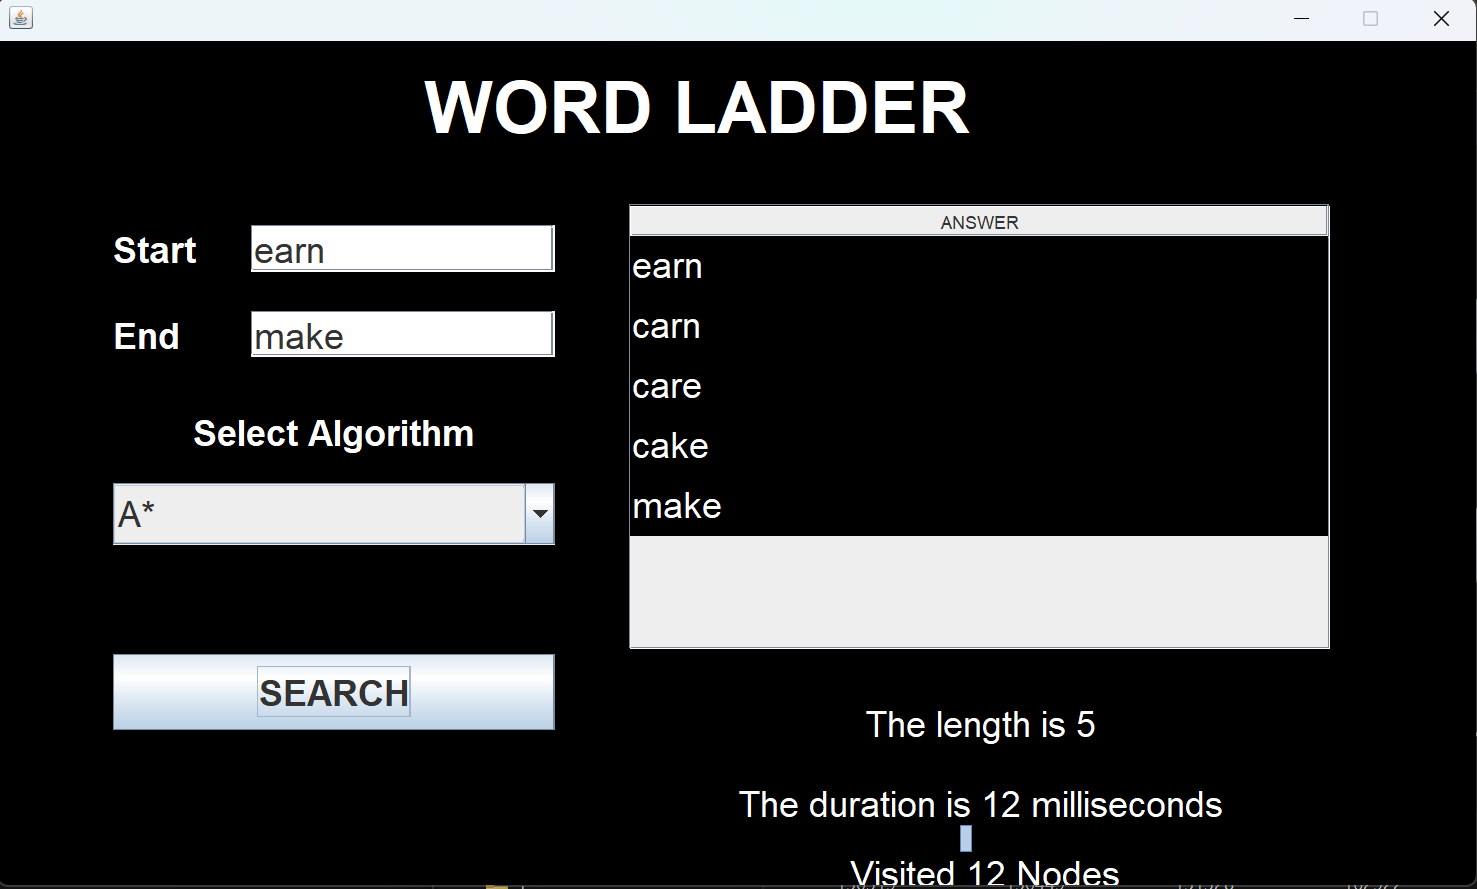 WORD LADDER
Start earn
End make
Select Algorithm
A*
SEARCH
ANSWER
earn
carn
care
cake
make
The length is 5
The duration is 12 milliseconds
Visited 12 Nodes